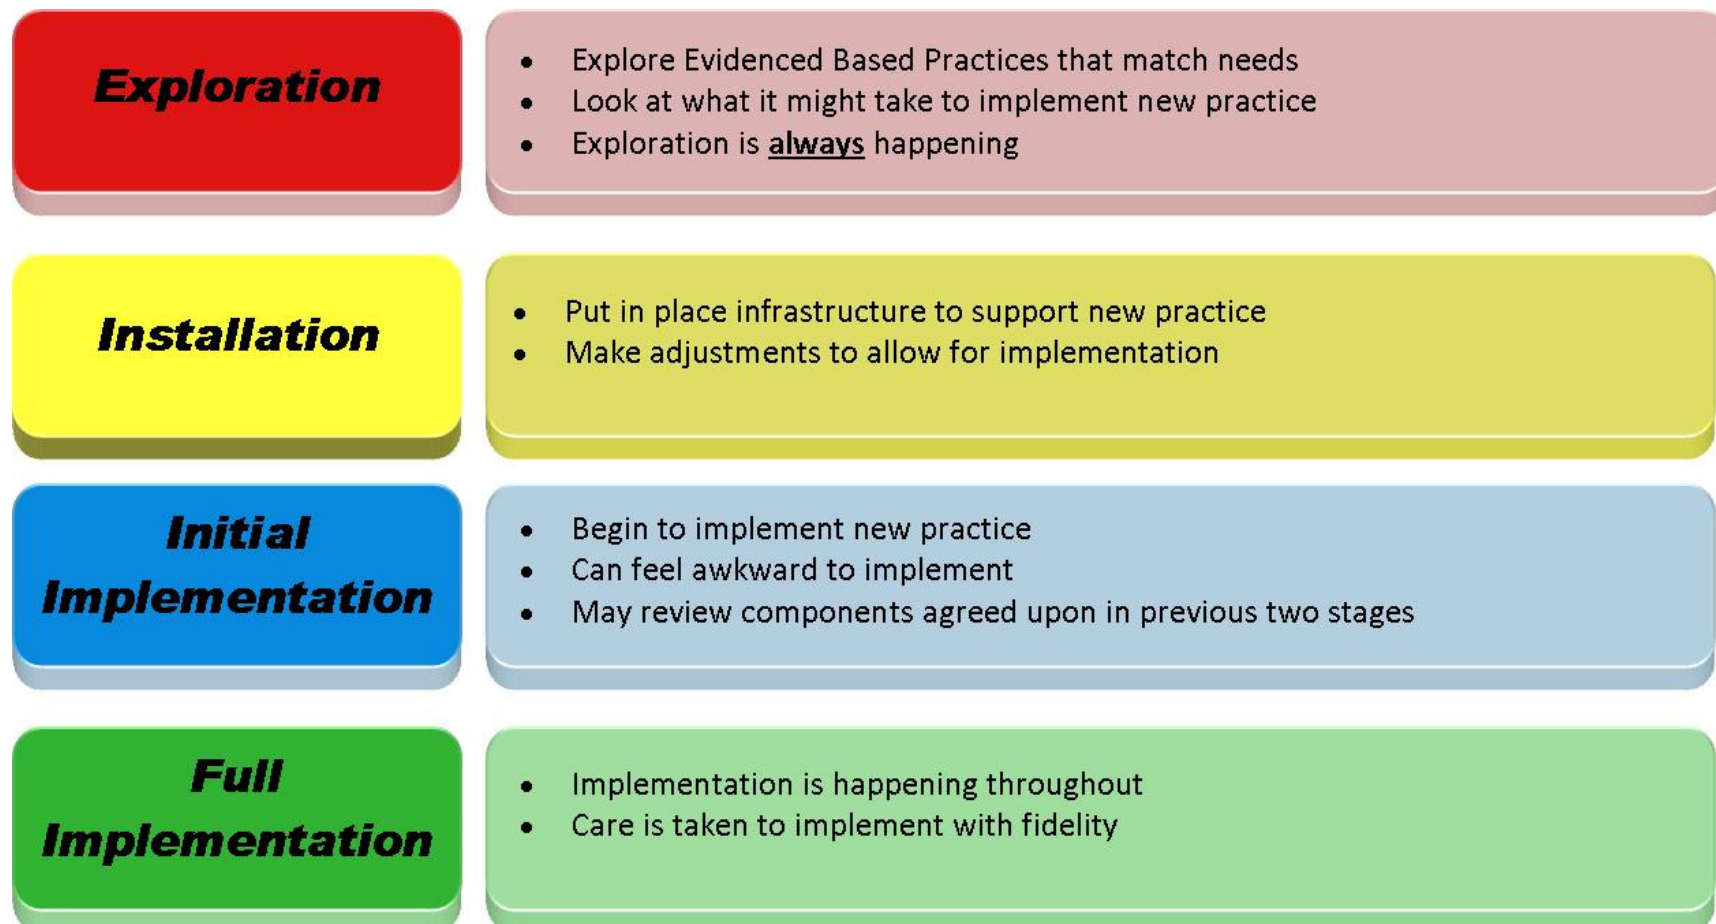 Exploration
• Explore Evidenced Based Practices that match needs
• Look at what it might take to implement new practice
• Exploration is always happening
Installation
• Put in place infrastructure to support new practice
• Make adjustments to allow for implementation
Initial
Implementation
• Begin to implement new practice
• Can feel awkward to implement
• May review components agreed upon in previous two stages
Full
Implementation
• Implementation is happening throughout
• Care is taken to implement with fidelity